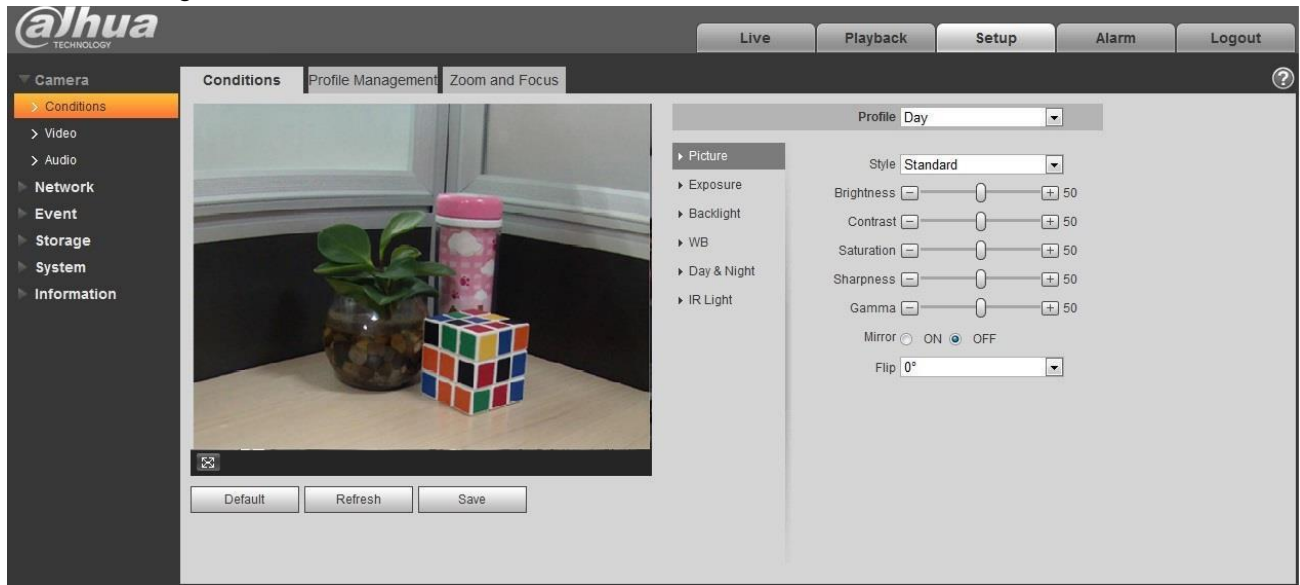 alhua
TECHNOLOGY
Live
Playback
Setup
Alarm
Logout
Camera
Conditions
Video
Audio
Network
Event
Storage
System
Information
Conditions
Profile Management
Zoom and Focus
?
Profile Day
Picture
Exposure
Backlight
WB
Day & Night
IR Light
Style Standard
Brightness 50
Contrast 50
Saturation 50
Sharpness 50
Gamma 50
Mirror ON OFF
Flip 0°
Default
Refresh
Save